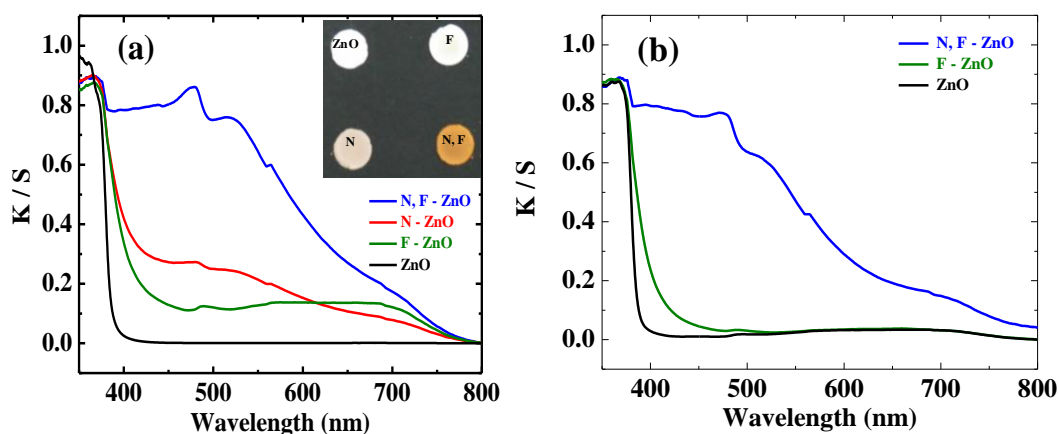 (a)
ZnO
F
N
N, F
N, F - ZnO
N - ZnO
F - ZnO
ZnO
K / S
1.0
0.8
0.6
0.4
0.2
0.0
400
500
600
700
800
Wavelength (nm)
(b)
N, F - ZnO
F - ZnO
ZnO
K / S
1.0
0.8
0.6
0.4
0.2
0.0
400
500
600
700
800
Wavelength (nm)